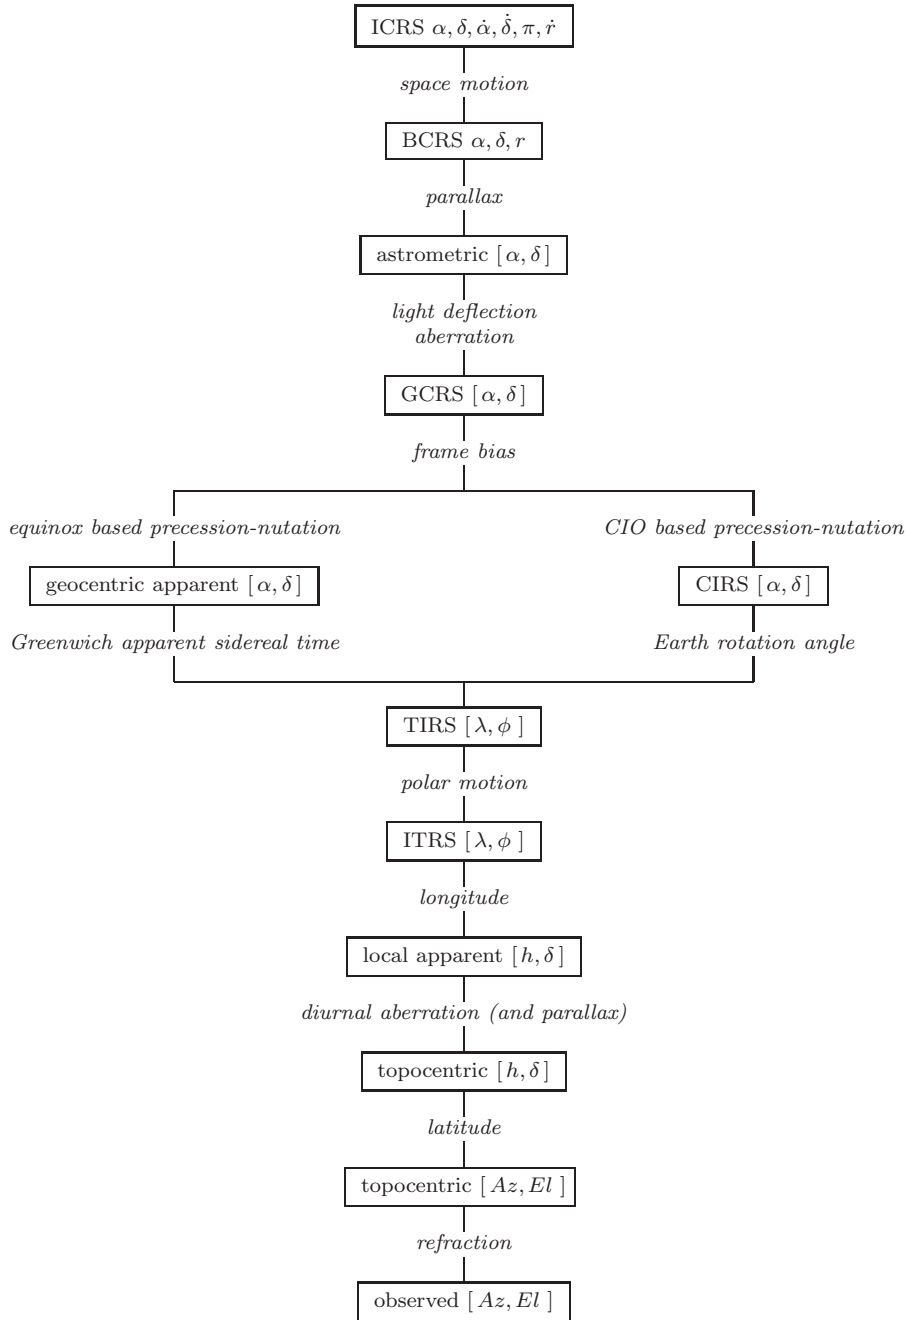 ICRS α, δ, α̇, δ̇, π, ṙ
space motion
BCRS α, δ, r
parallax
astrometric [ α, δ ]
light deflection
aberration
GCRS [ α, δ ]
frame bias
equinox based precession-nutation
CIO based precession-nutation
geocentric apparent [ α, δ ]
CIRS [ α, δ ]
Greenwich apparent sidereal time
Earth rotation angle
TIRS [ λ, ϕ ]
polar motion
ITRS [ λ, ϕ ]
longitude
local apparent [ h, δ ]
diurnal aberration (and parallax)
topocentric [ h, δ ]
latitude
topocentric [ Az, El ]
refraction
observed [ Az, El ]